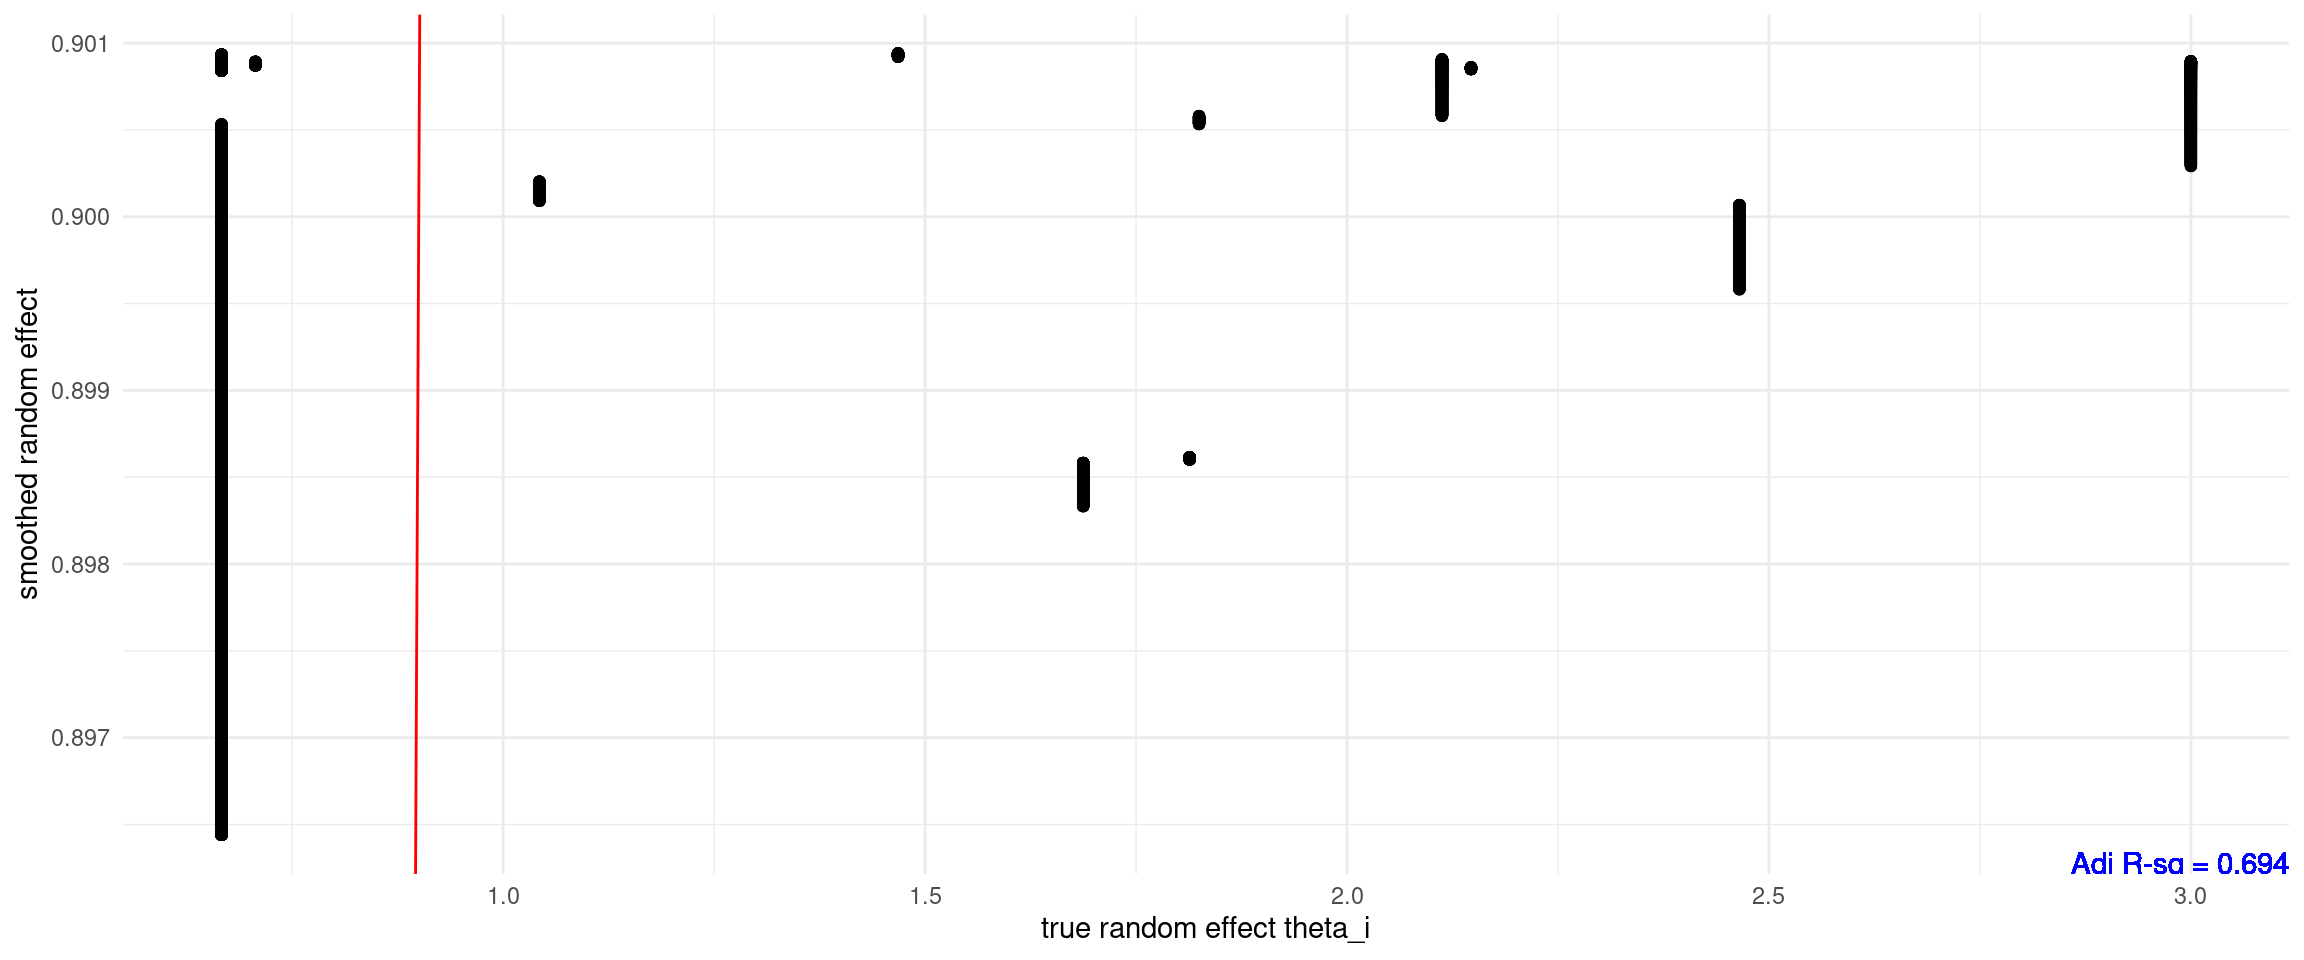 smoothed random effect
0.901
0.900
0.899
0.898
0.897
Adj R-sq = 0.694
1.0 1.5 2.0 2.5 3.0
true random effect theta_i